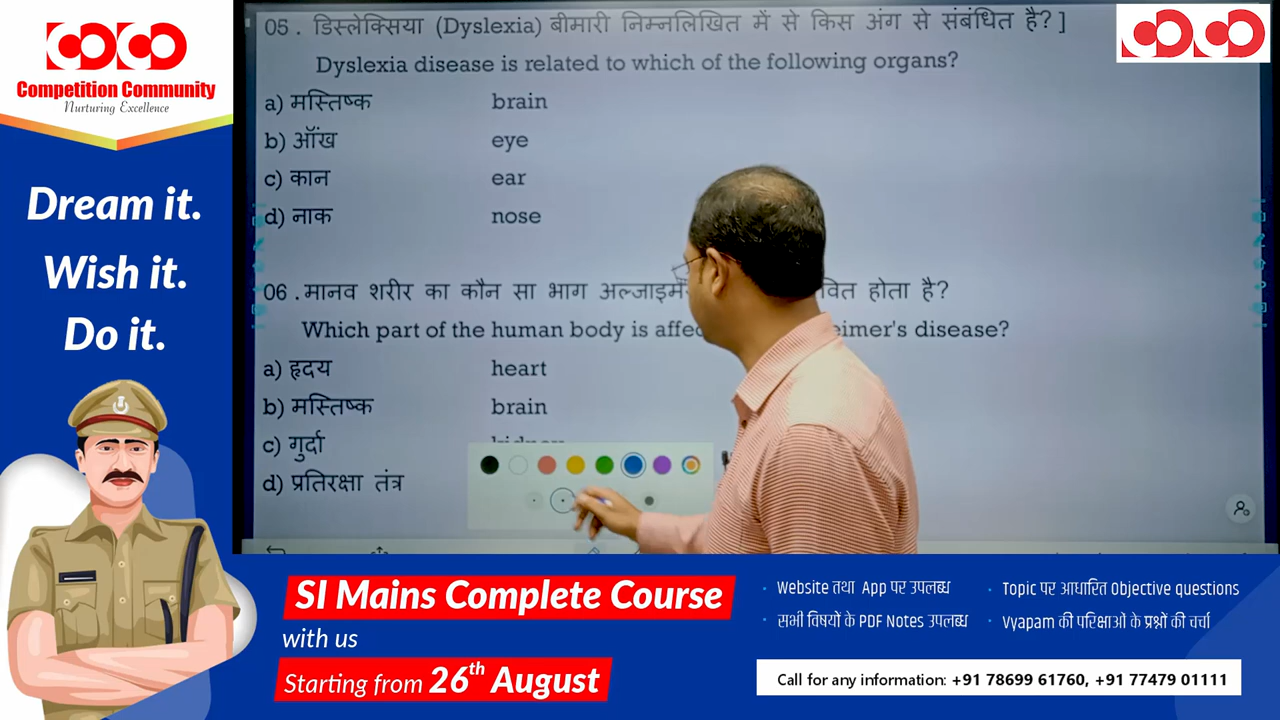 COCO
Competition Community
Nurturing Excellence
Dream it.
Wish it.
Do it.
COCO
05 . डिस्लेक्सिया (Dyslexia) बीमारी निम्नलिखित में से किस अंग से संबंधित है? ]
Dyslexia disease is related to which of the following organs?
a) मस्तिष्क brain
b) ऑंख eye
c) कान ear
d) नाक nose
06 .मानव शरीर का कौन सा भाग होता है?
Which part of the human body is disease?
a) हृदय heart
b) मस्तिष्क brain
c) गुर्दा
d) प्रतिरक्षा तंत्र
SI Mains Complete Course
with us
Starting from 26th August
· Website तथा App पर उपलब्ध
· सभी विषयों के PDF Notes उपलब्ध
· Topic पर आधारित Objective questions
· Vyapam की परिक्षाओं के प्रश्नों की चर्चा
Call for any information: +91 78699 61760, +91 77479 01111